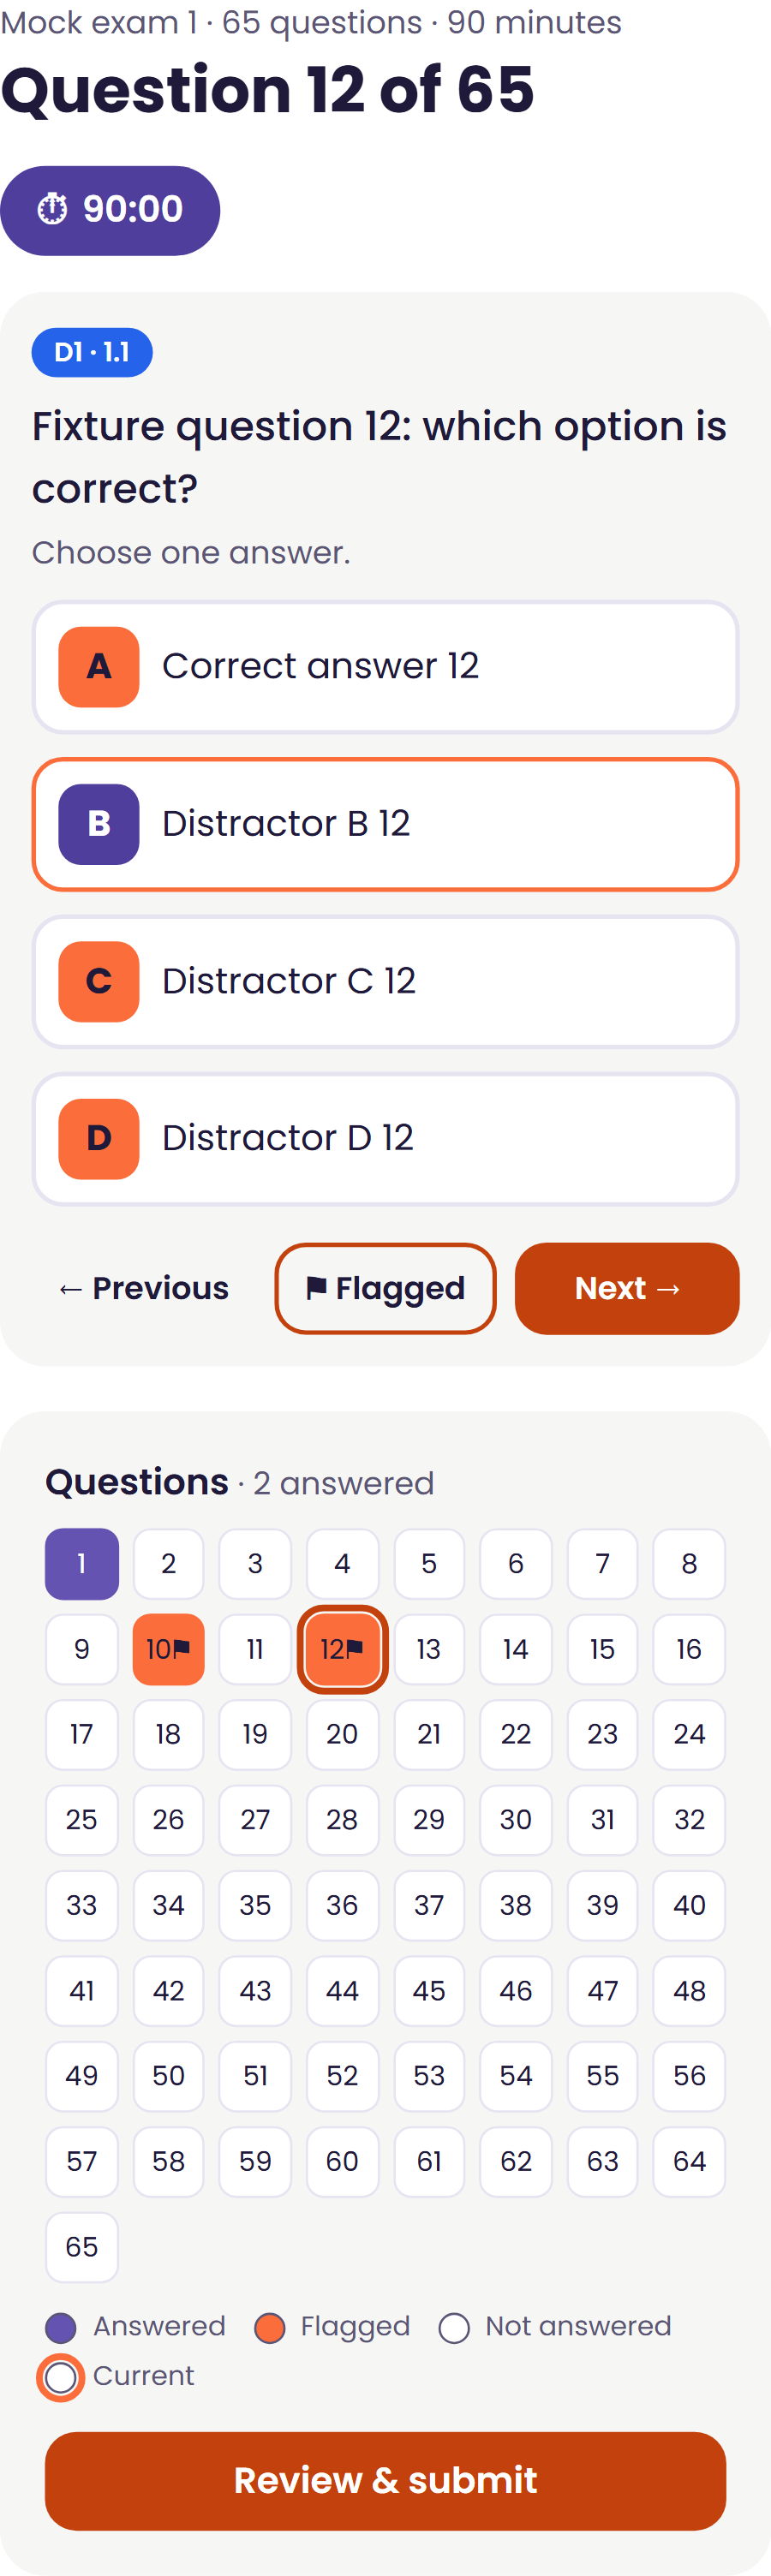 Mock exam 1 · 65 questions · 90 minutes
Question 12 of 65
⏱ 90:00
D1 · 1.1
Fixture question 12: which option is
correct?
Choose one answer.
A Correct answer 12
B Distractor B 12
C Distractor C 12
D Distractor D 12
← Previous ⚑ Flagged Next →
Questions · 2 answered
1 2 3 4 5 6 7 8
9 10⚑ 11 12⚑ 13 14 15 16
17 18 19 20 21 22 23 24
25 26 27 28 29 30 31 32
33 34 35 36 37 38 39 40
41 42 43 44 45 46 47 48
49 50 51 52 53 54 55 56
57 58 59 60 61 62 63 64
65
Answered Flagged Not answered
Current
Review & submit